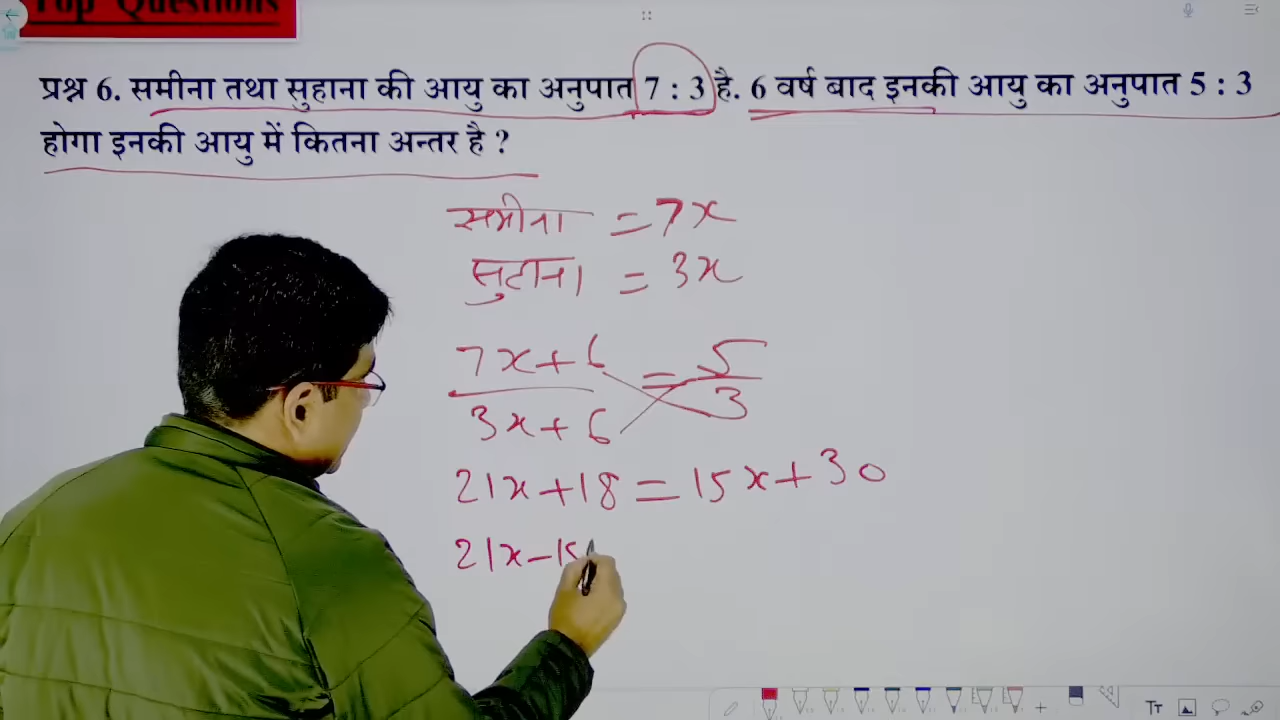 Top Questions
प्रश्न 6. समीना तथा सुहाना की आयु का अनुपात 7 : 3 है. 6 वर्ष बाद इनकी आयु का अनुपात 5 : 3
होगा इनकी आयु में कितना अन्तर है ?
समीना = 7x
सुहाना = 3x
7x+6 = 5
3x+6 3
21x+18 = 15x+30
21x-15
TT